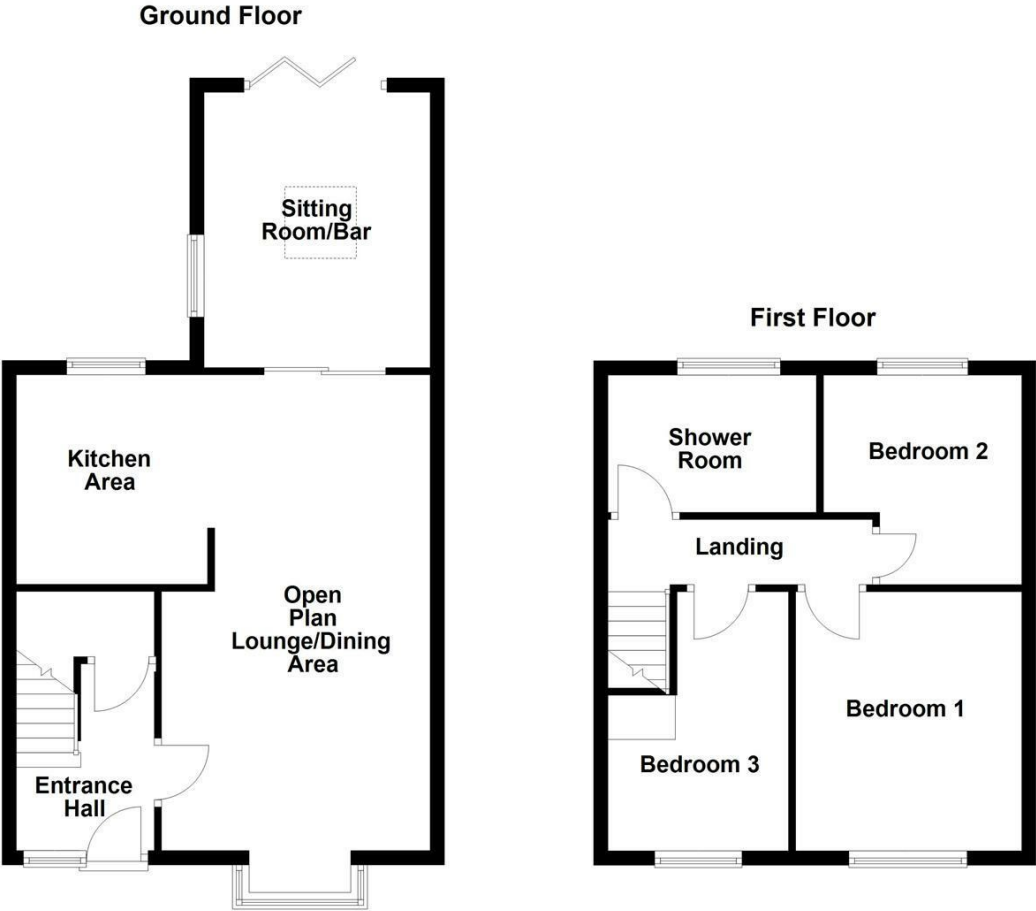 Ground Floor
Sitting
Room/Bar
Kitchen
Area
Open
Plan
Lounge/Dining
Area
Entrance
Hall
First Floor
Shower
Room
Bedroom 2
Landing
Bedroom 1
Bedroom 3